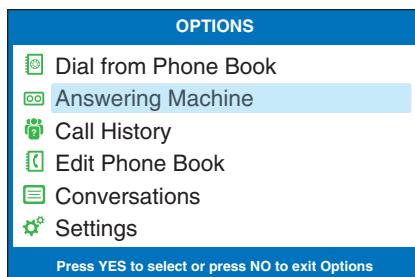 OPTIONS
Dial from Phone Book
Answering Machine
Call History
Edit Phone Book
Conversations
Settings
Press YES to select or press NO to exit Options